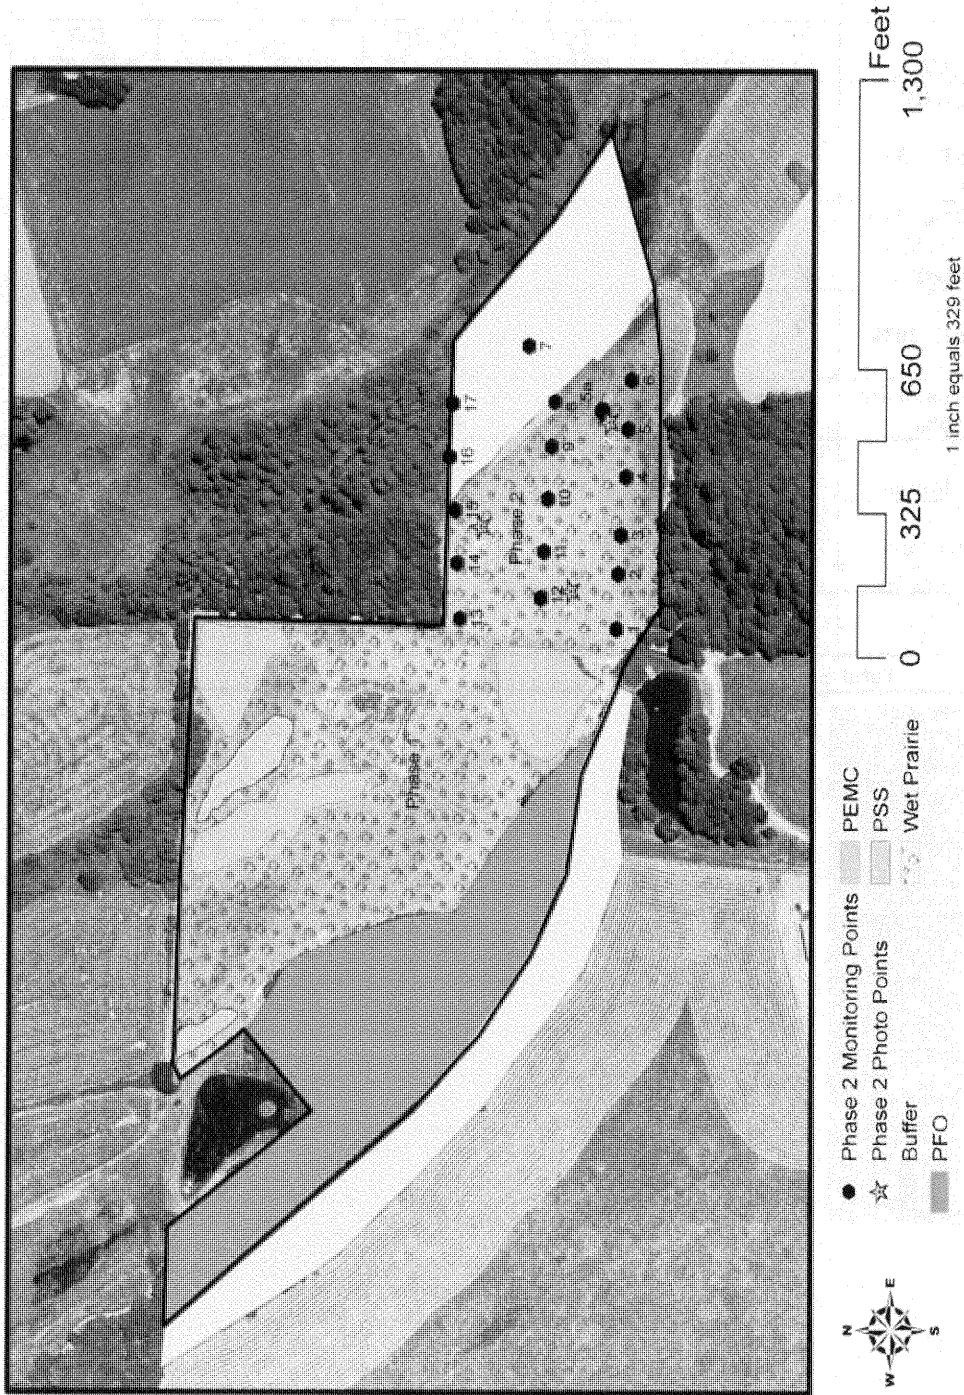 Phase 1
Phase 2
13
14
15
16
17
12
11
10
9
8
7
5a
1
2
3
4
5
6
N
W
E
S
Phase 2 Monitoring Points
Phase 2 Photo Points
Buffer
PFO
PEMC
PSS
Wet Prairie
0
325
650
1,300
Feet
1 inch equals 329 feet